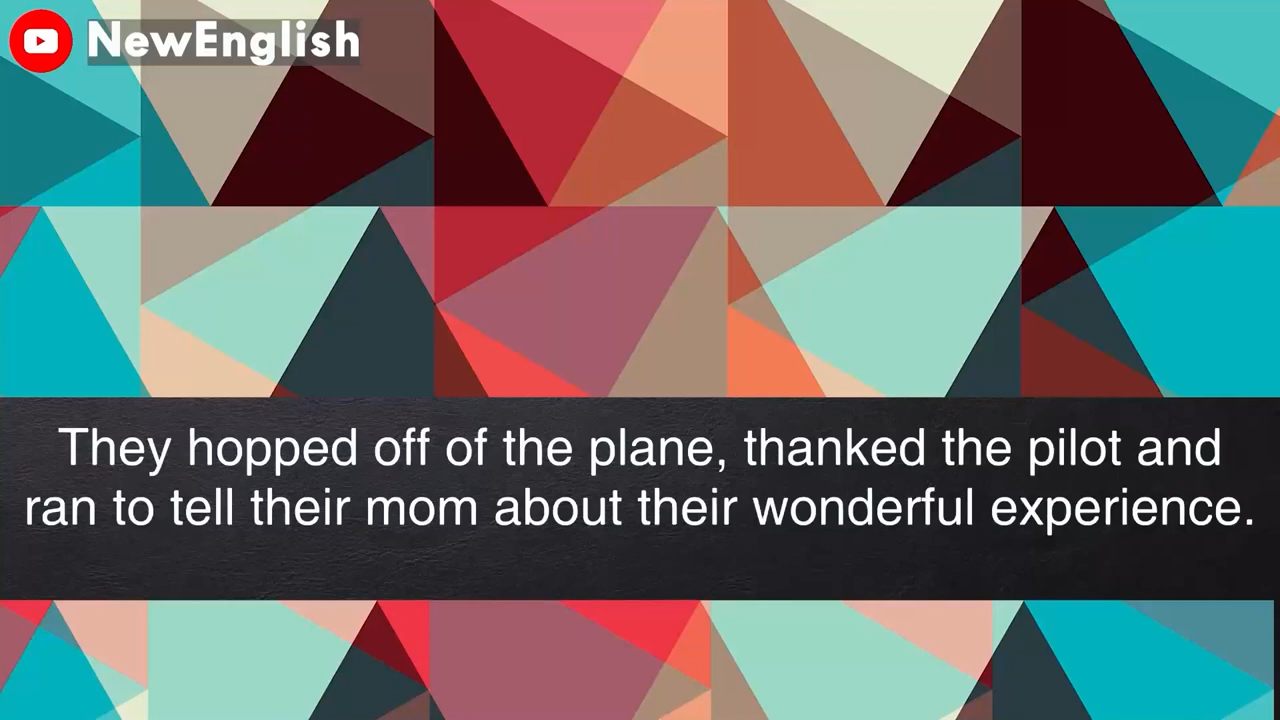 NewEnglish
They hopped off of the plane, thanked the pilot and
ran to tell their mom about their wonderful experience.